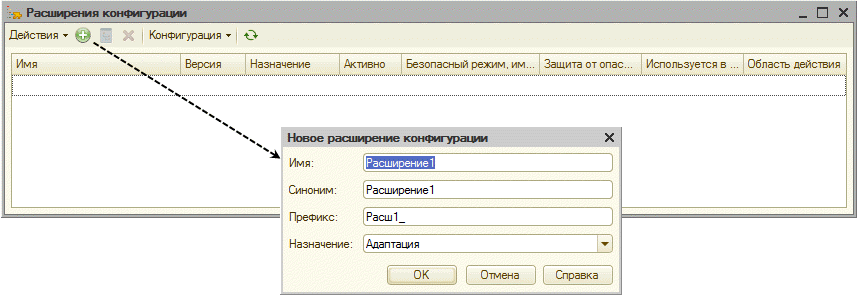 Расширения конфигурации
Действия Конфигурация
Имя Версия Назначение Активно Безопасный режим, им... Защита от опас... Используется в ... Область действия
Новое расширение конфигурации
Имя: Расширение1
Синоним: Расширение1
Префикс: Расш1_
Назначение: Адаптация
OK Отмена Справка